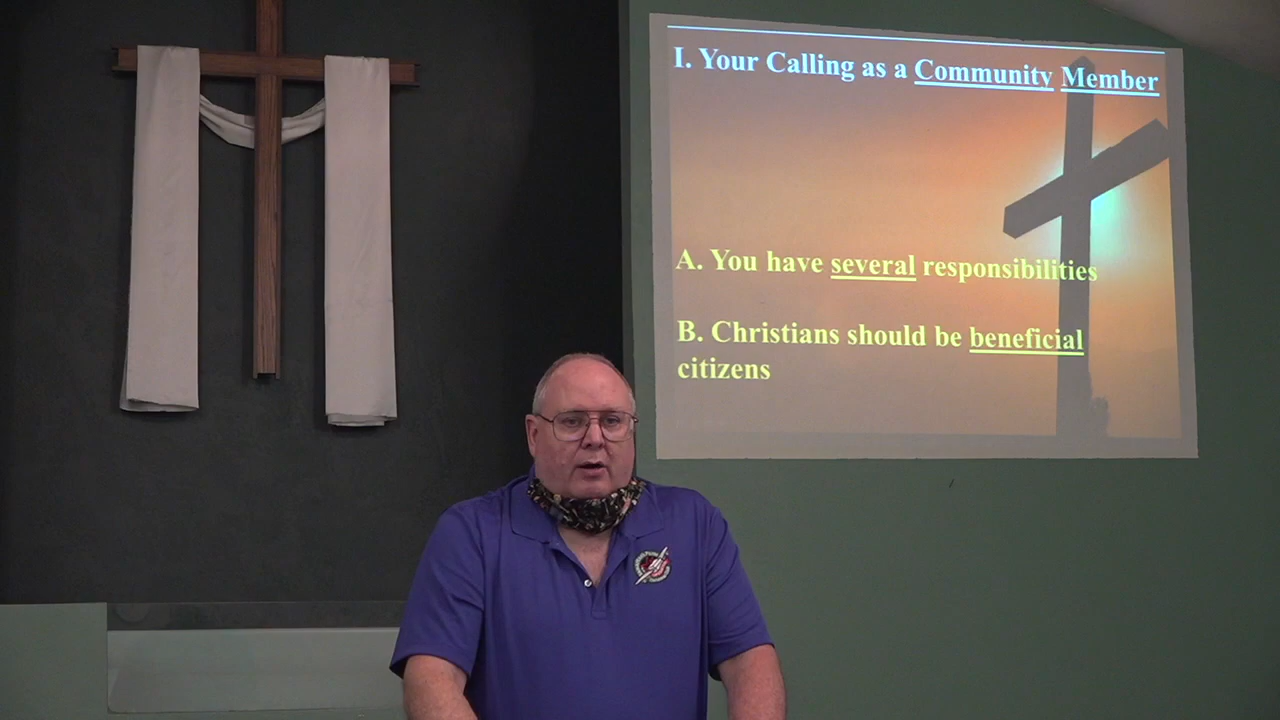 I. Your Calling as a Community Member
A. You have several responsibilities
B. Christians should be beneficial
citizens